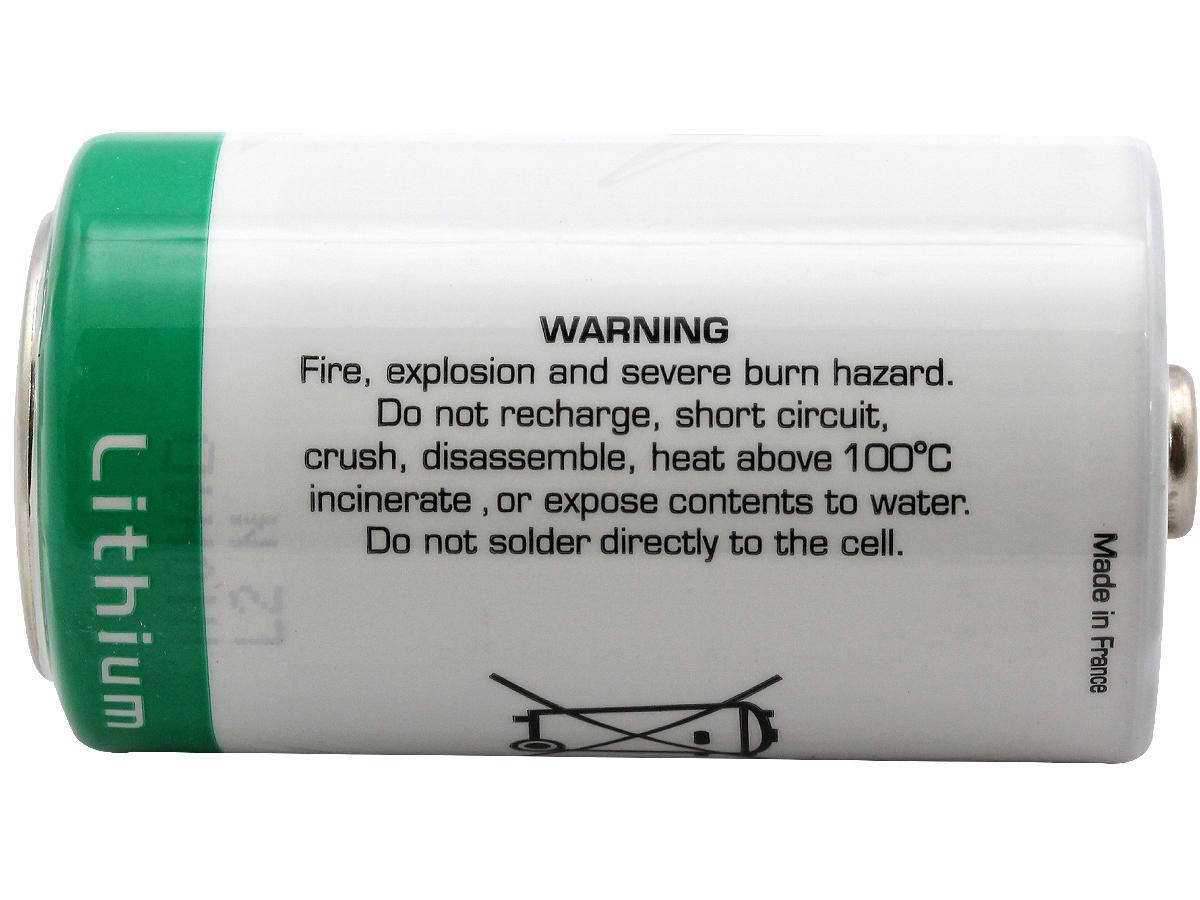 WARNING
Fire, explosion and severe burn hazard.
Do not recharge, short circuit,
crush, disassemble, heat above 100°C
incinerate , or expose contents to water.
Do not solder directly to the cell.
Lithium
Made in France